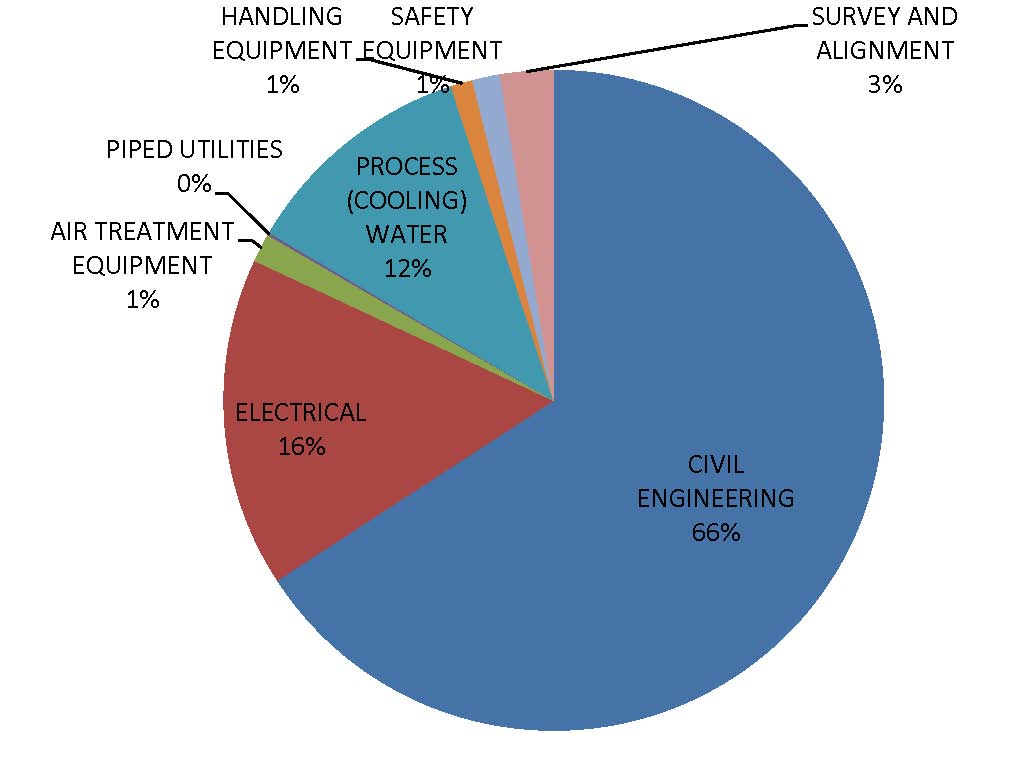 HANDLING
EQUIPMENT
1%
SAFETY
EQUIPMENT
1%
SURVEY AND
ALIGNMENT
3%
PIPED UTILITIES
0%
AIR TREATMENT
EQUIPMENT
1%
PROCESS
(COOLING)
WATER
12%
ELECTRICAL
16%
CIVIL
ENGINEERING
66%